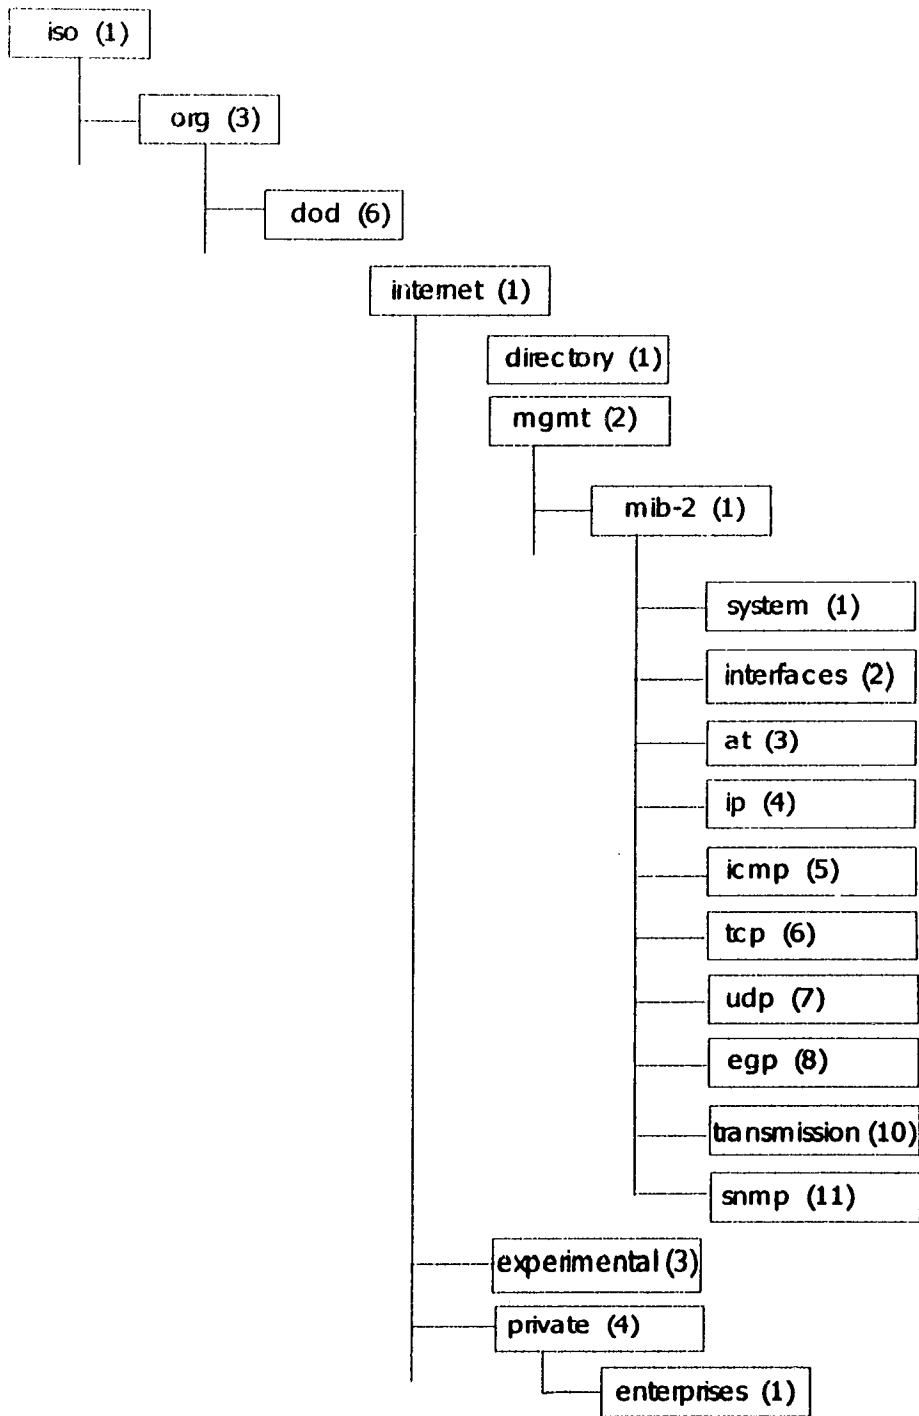 iso (1)
org (3)
dod (6)
internet (1)
directory (1)
mgmt (2)
mib-2 (1)
system (1)
interfaces (2)
at (3)
ip (4)
icmp (5)
tcp (6)
udp (7)
egp (8)
transmission (10)
snmp (11)
experimental (3)
private (4)
enterprises (1)